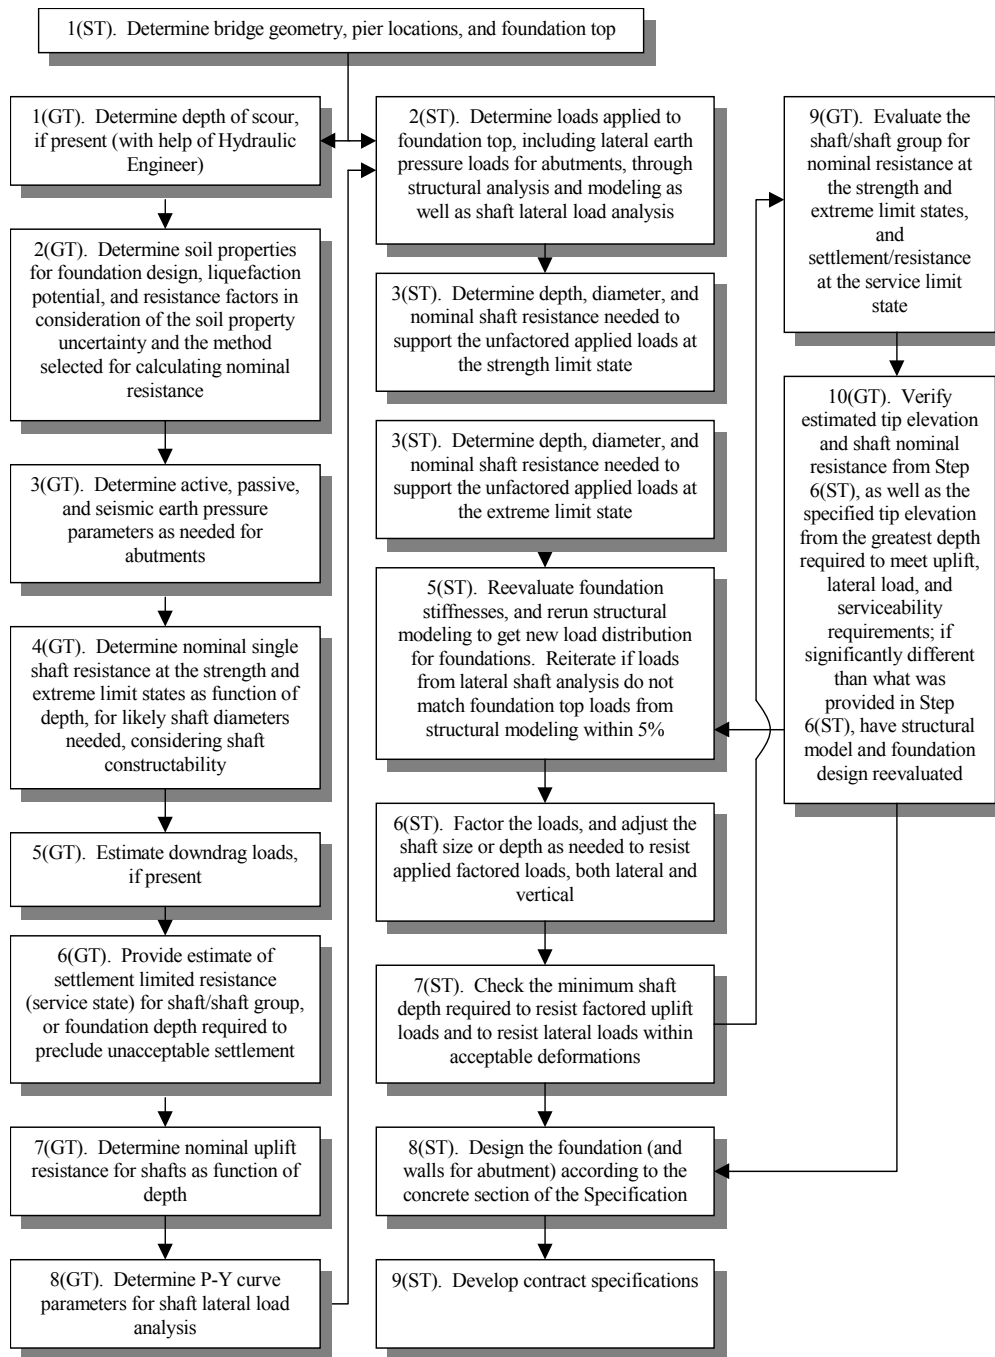 1(ST). Determine bridge geometry, pier locations, and foundation top
1(GT). Determine depth of scour,
if present (with help of Hydraulic
Engineer)
2(GT). Determine soil properties
for foundation design, liquefaction
potential, and resistance factors in
consideration of the soil property
uncertainty and the method
selected for calculating nominal
resistance
3(GT). Determine active, passive,
and seismic earth pressure
parameters as needed for
abutments
4(GT). Determine nominal single
shaft resistance at the strength and
extreme limit states as function of
depth, for likely shaft diameters
needed, considering shaft
constructability
5(GT). Estimate downdrag loads,
if present
6(GT). Provide estimate of
settlement limited resistance
(service state) for shaft/shaft group,
or foundation depth required to
preclude unacceptable settlement
7(GT). Determine nominal uplift
resistance for shafts as function of
depth
8(GT). Determine P-Y curve
parameters for shaft lateral load
analysis
2(ST). Determine loads applied to
foundation top, including lateral earth
pressure loads for abutments, through
structural analysis and modeling as
well as shaft lateral load analysis
3(ST). Determine depth, diameter, and
nominal shaft resistance needed to
support the unfactored applied loads at
the strength limit state
3(ST). Determine depth, diameter, and
nominal shaft resistance needed to
support the unfactored applied loads at
the extreme limit state
5(ST). Reevaluate foundation
stiffnesses, and rerun structural
modeling to get new load distribution
for foundations. Reiterate if loads
from lateral shaft analysis do not
match foundation top loads from
structural modeling within 5%
6(ST). Factor the loads, and adjust the
shaft size or depth as needed to resist
applied factored loads, both lateral and
vertical
7(ST). Check the minimum shaft
depth required to resist factored uplift
loads and to resist lateral loads within
acceptable deformations
8(ST). Design the foundation (and
walls for abutment) according to the
concrete section of the Specification
9(ST). Develop contract specifications
9(GT). Evaluate the
shaft/shaft group for
nominal resistance at
the strength and
extreme limit states,
and
settlement/resistance
at the service limit
state
10(GT). Verify
estimated tip elevation
and shaft nominal
resistance from Step
6(ST), as well as the
specified tip elevation
from the greatest depth
required to meet uplift,
lateral load, and
serviceability
requirements; if
significantly different
than what was
provided in Step
6(ST), have structural
model and foundation
design reevaluated